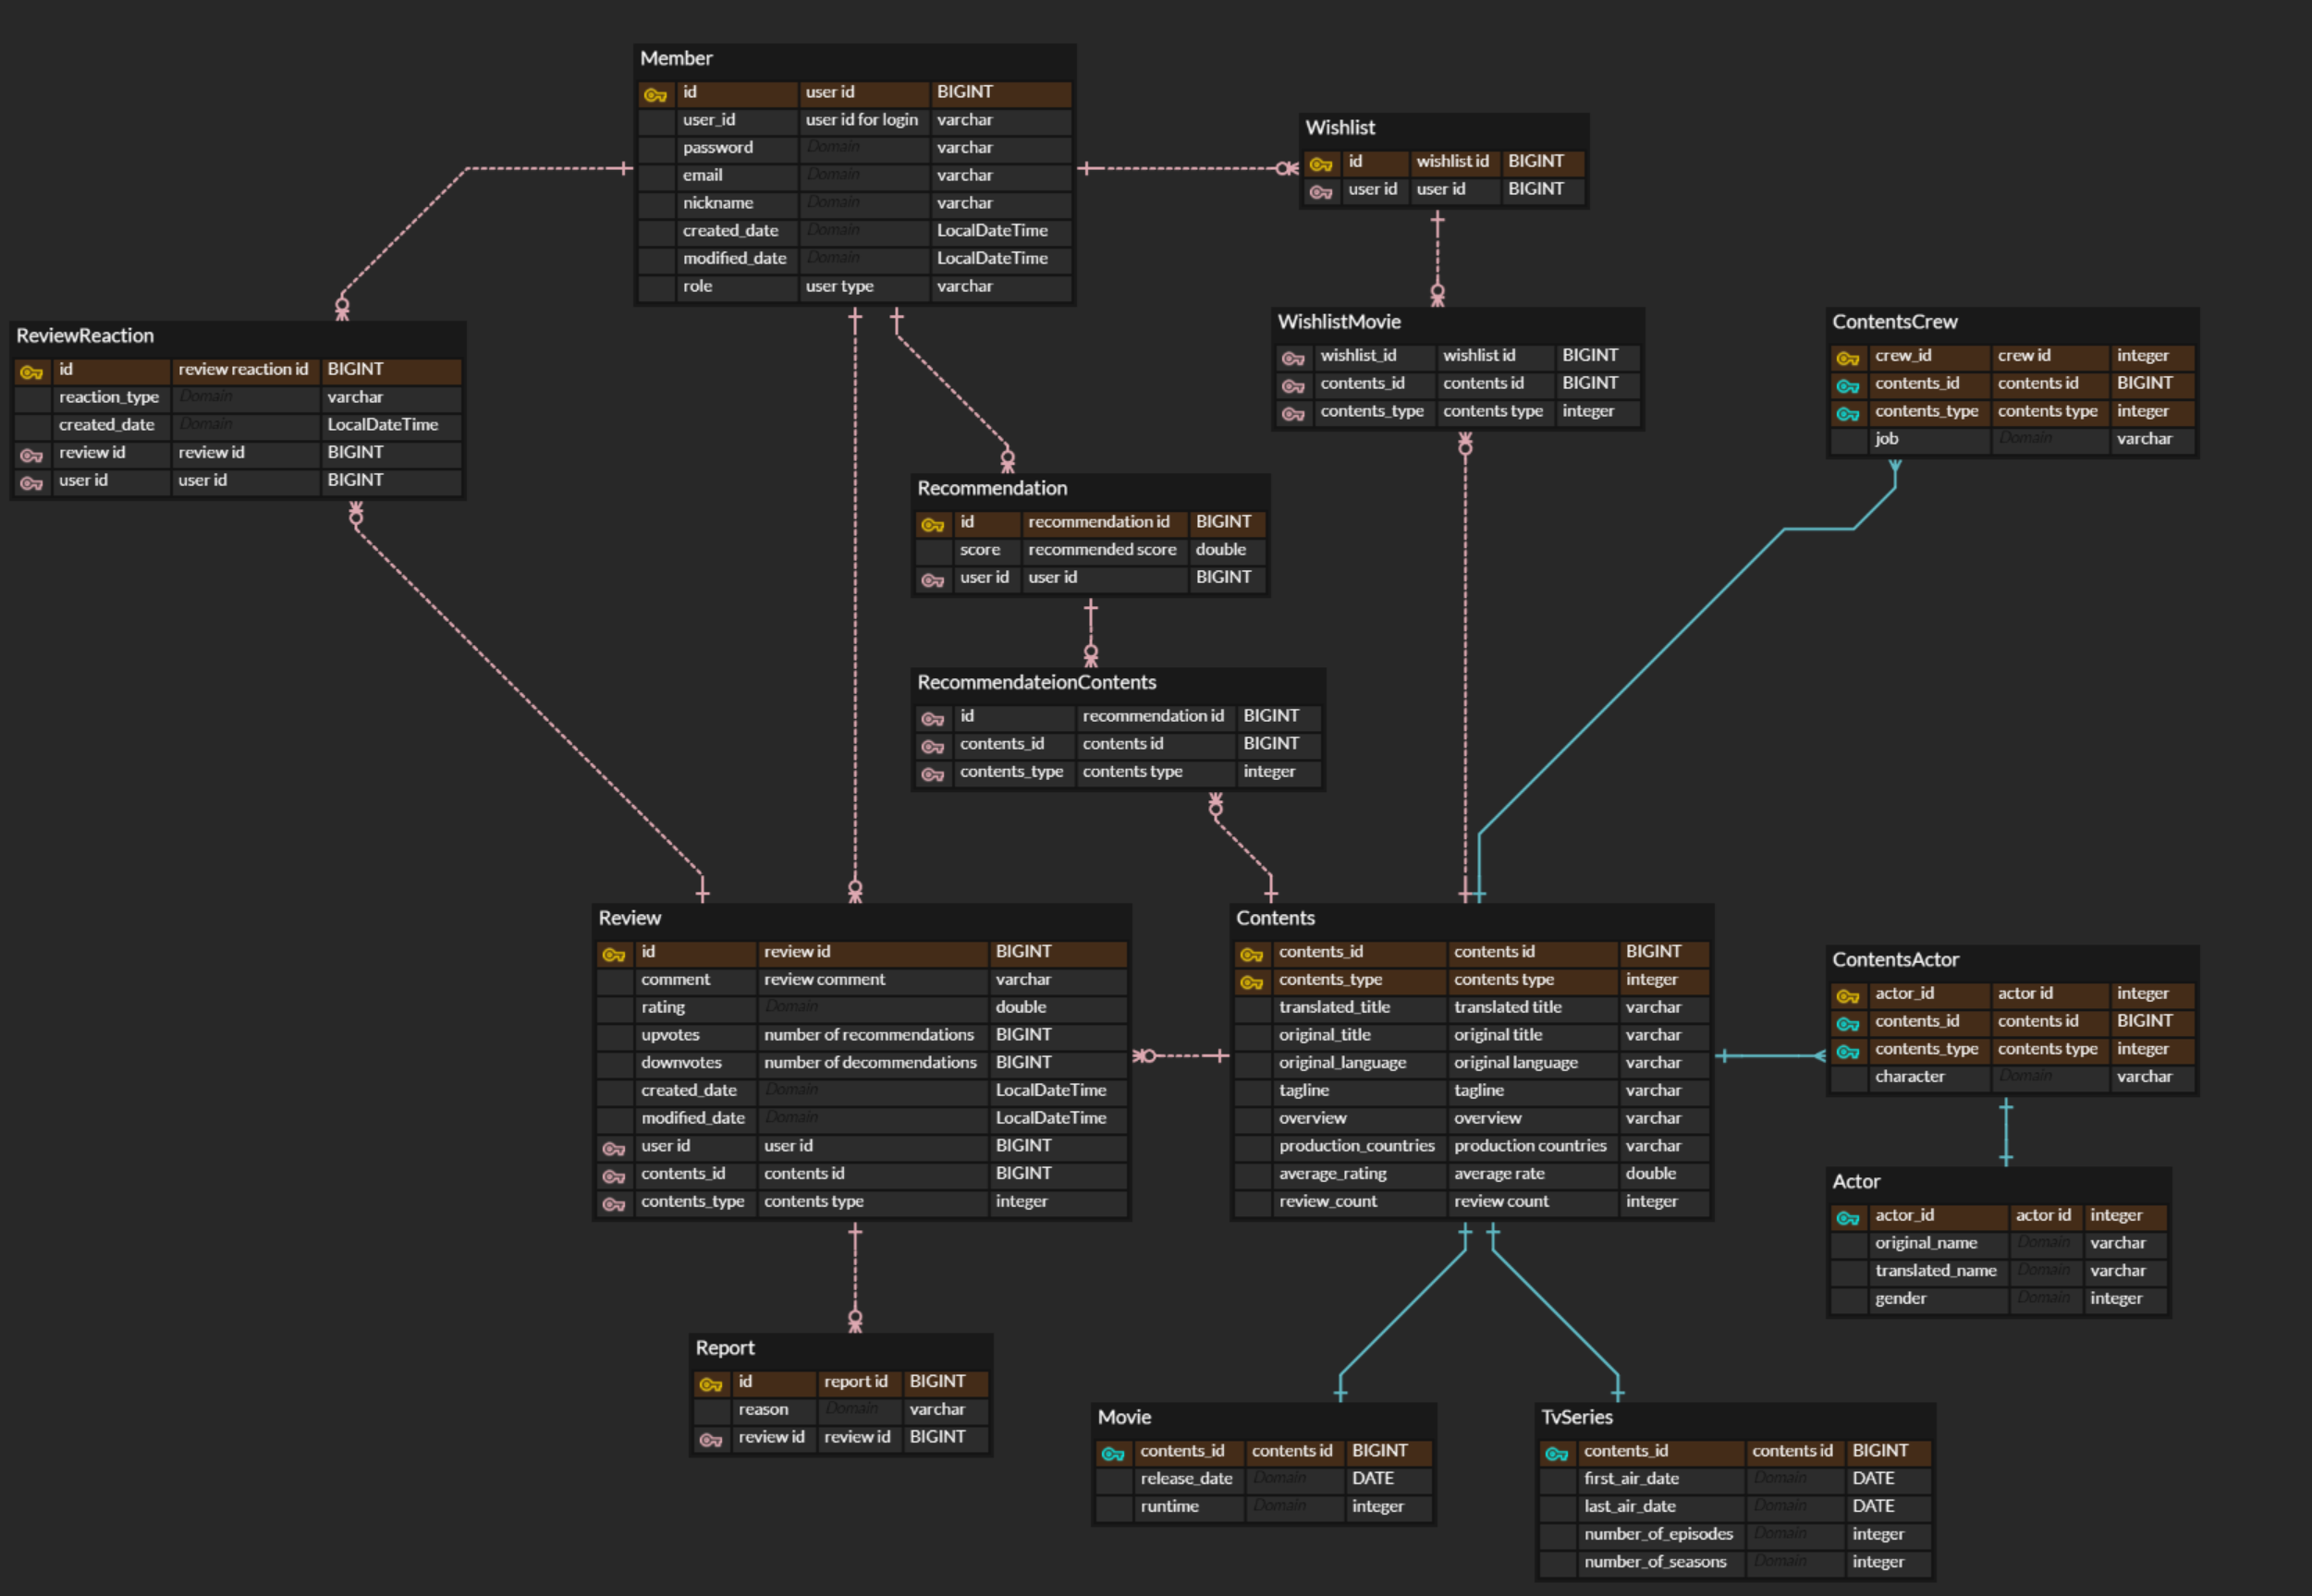 Member
id user id BIGINT
user_id user id for login varchar
password Domain varchar
email Domain varchar
nickname Domain varchar
created_date Domain LocalDateTime
modified_date Domain LocalDateTime
role user type varchar
Wishlist
id wishlist id BIGINT
user id user id BIGINT
ReviewReaction
id review reaction id BIGINT
reaction_type Domain varchar
created_date Domain LocalDateTime
review id review id BIGINT
user id user id BIGINT
WishlistMovie
wishlist_id wishlist id BIGINT
contents_id contents id BIGINT
contents_type contents type integer
ContentsCrew
crew_id crew id integer
contents_id contents id BIGINT
contents_type contents type integer
job Domain varchar
Recommendation
id recommendation id BIGINT
score recommended score double
user id user id BIGINT
RecommendateionContents
id recommendation id BIGINT
contents_id contents id BIGINT
contents_type contents type integer
Review
id review id BIGINT
comment review comment varchar
rating Domain double
upvotes number of recommendations BIGINT
downvotes number of decommendations BIGINT
created_date Domain LocalDateTime
modified_date Domain LocalDateTime
user id user id BIGINT
contents_id contents id BIGINT
contents_type contents type integer
Contents
contents_id contents id BIGINT
contents_type contents type integer
translated_title translated title varchar
original_title original title varchar
original_language original language varchar
tagline tagline varchar
overview overview varchar
production_countries production countries varchar
average_rating average rate double
review_count review count integer
ContentsActor
actor_id actor id integer
contents_id contents id BIGINT
contents_type contents type integer
character Domain varchar
Actor
actor_id actor id integer
original_name Domain varchar
translated_name Domain varchar
gender Domain integer
Report
id report id BIGINT
reason Domain varchar
review id review id BIGINT
Movie
contents_id contents id BIGINT
release_date Domain DATE
runtime Domain integer
TvSeries
contents_id contents id BIGINT
first_air_date Domain DATE
last_air_date Domain DATE
number_of_episodes Domain integer
number_of_seasons Domain integer